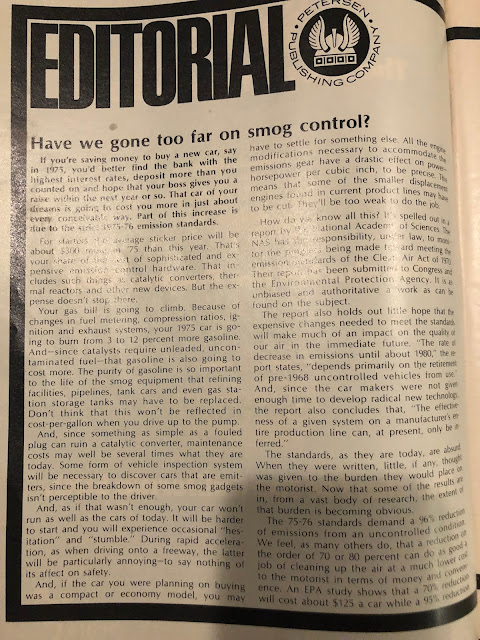 EDITORIAL
PETERSEN
PUBLISHING COMPANY
Have we gone too far on smog control?
If you're saving money to buy a new car, say
in 1975, you'd better find the bank with the
highest interest rates, deposit more than you
counted on and hope that your boss gives you a
raise within the next year or so. That car of your
dreams is going to cost you more in just about
every conceivable way. Part of this increase is
due to the strict 1975-76 emission standards.
For starters the average sticker price will be
about $300 more in '75 than this year. That's
your share of the cost of sophisticated and ex-
pensive emission control hardware. That in-
cludes such things as catalytic converters, ther-
mal reactors and other new devices. But the ex-
pense doesn't stop there.
Your gas bill is going to climb. Because of
changes in fuel metering, compression ratios, ig-
nition and exhaust systems, your 1975 car is go-
ing to burn from 3 to 12 percent more gasoline.
And—since catalysts require unleaded, uncon-
taminated fuel—that gasoline is also going to
cost more. The purity of gasoline is so important
to the life of the smog equipment that refining
facilities, pipelines, tank cars and even gas sta-
tion storage tanks may have to be replaced.
Don't think that this won't be reflected in
cost-per-gallon when you drive up to the pump.
And, since something as simple as a fouled
plug can ruin a catalytic converter, maintenance
costs may well be several times what they are
today. Some form of vehicle inspection system
will be necessary to discover cars that are emit-
ters, since the breakdown of some smog gadgets
isn't perceptible to the driver.
And, as if that wasn't enough, your car won't
run as well as the cars of today. It will be harder
to start and you will experience occasional "hes-
itation" and "stumble." During rapid accelera-
tion, as when driving onto a freeway, the latter
will be particularly annoying—to say nothing of
its affect on safety.
And, if the car you were planning on buying
was a compact or economy model, you may
have to settle for something else. All the engine
modifications necessary to accommodate the
emissions gear have a drastic effect on power—
horsepower per cubic inch, to be precise. This
means that some of the smaller displacement
engines found in current product lines may have
to be cut. They'll be too weak to do the job.
How do we know all this? It's spelled out in a
report by the National Academy of Sciences. The
NAS has the responsibility, under law, to moni-
tor the progress being made toward meeting the
emission standards of the Clean Air Act of 1970.
Their report has been submitted to Congress and
the Environmental Protection Agency. It is as
unbiased and authoritative a work as can be
found on the subject.
The report also holds out little hope that the
expensive changes needed to meet the standards
will make much of an impact on the quality of
our air in the immediate future. "The rate of
decrease in emissions until about 1980," the re-
port states, "depends primarily on the retirement
of pre-1968 uncontrolled vehicles from use."
And, since the car makers were not given
enough time to develop radical new technology,
the report also concludes that, "The effective-
ness of a given system on a manufacturer's en-
tire production line can, at present, only be in-
ferred."
The standards, as they are today, are absurd.
When they were written, little, if any, thought
was given to the burden they would place on
the motorist. Now that some of the results are
in, from a vast body of research, the extent of
that burden is becoming obvious.
The 75-76 standards demand a 96% reduction
of emissions from an uncontrolled condition.
We feel, as many others do, that a reduction on
the order of 70 or 80 percent can do as good a
job of cleaning up the air at a much lower cost
to the motorist in terms of money and conveni-
ence. An EPA study shows that a 70% reduction
will cost about $125 a car while a 95% reduction